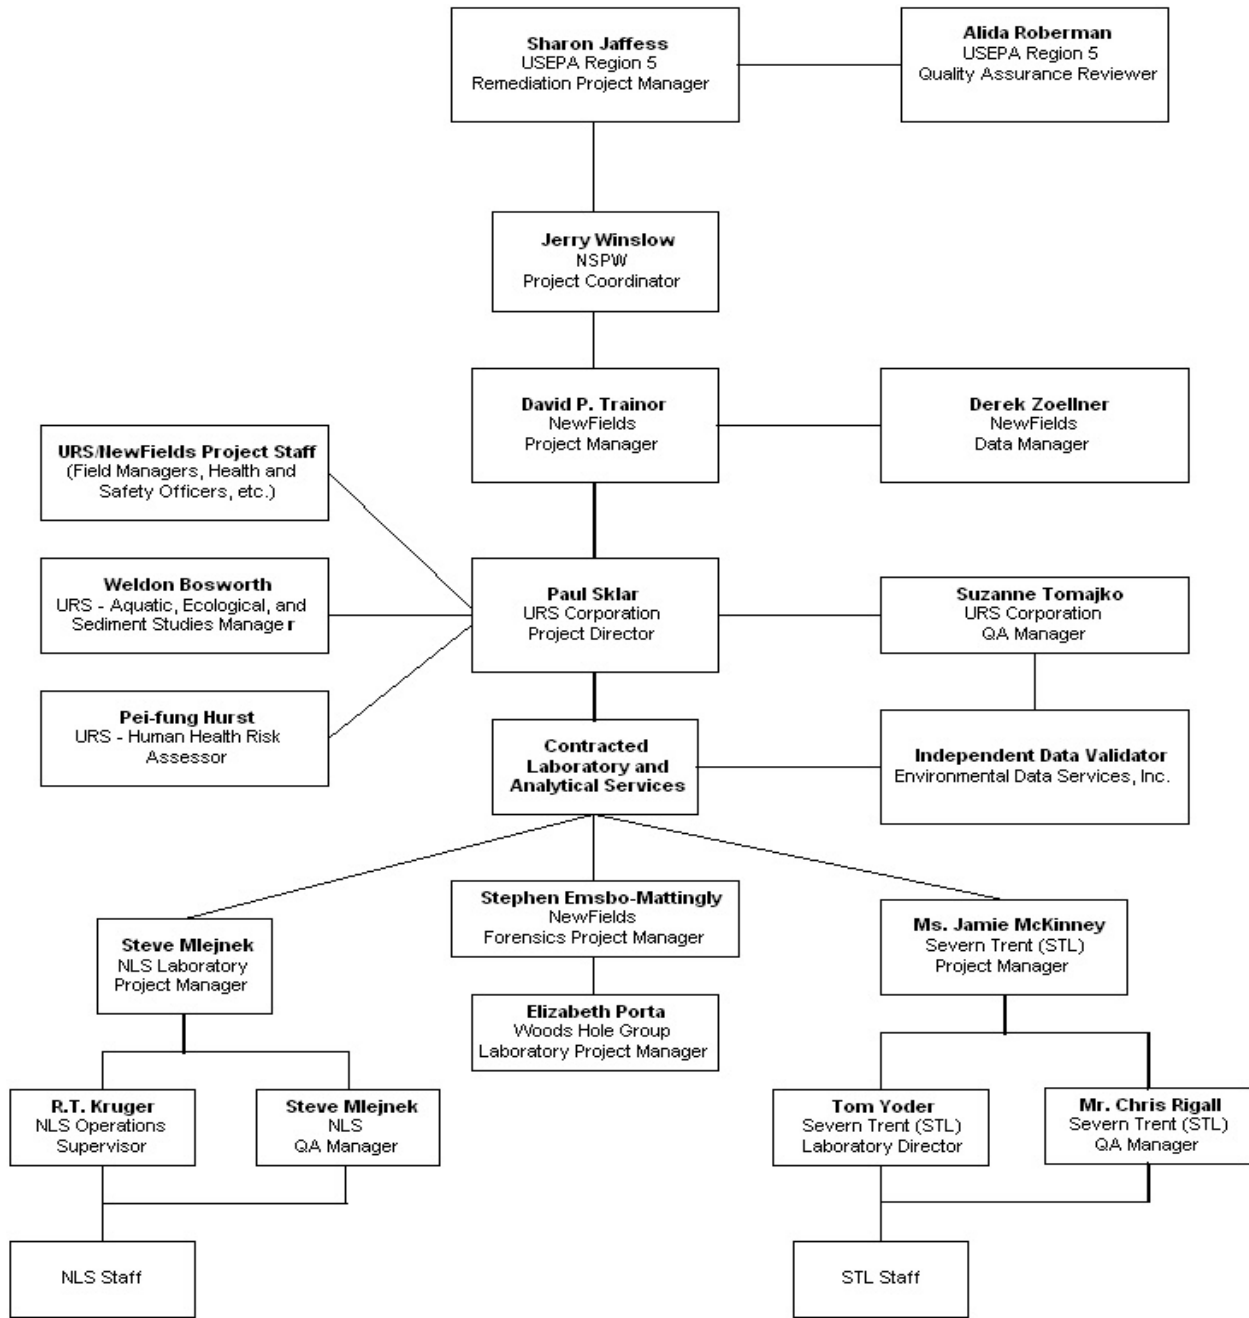 Sharon Jaffess
USEPA Region 5
Remediation Project Manager
Alida Roberman
USEPA Region 5
Quality Assurance Reviewer
Jerry Winslow
NSPW
Project Coordinator
David P. Trainor
NewFields
Project Manager
Derek Zoellner
NewFields
Data Manager
URS/NewFields Project Staff
(Field Managers, Health and
Safety Officers, etc.)
Weldon Bosworth
URS - Aquatic, Ecological, and
Sediment Studies Manager
Paul Sklar
URS Corporation
Project Director
Suzanne Tomajko
URS Corporation
QA Manager
Pei-fung Hurst
URS - Human Health Risk
Assessor
Contracted
Laboratory and
Analytical Services
Independent Data Validator
Environmental Data Services, Inc.
Steve Mlejnek
NLS Laboratory
Project Manager
Stephen Emsbo-Mattingly
NewFields
Forensics Project Manager
Ms. Jamie McKinney
Severn Trent (STL)
Project Manager
Elizabeth Porta
Woods Hole Group
Laboratory Project Manager
R.T. Kruger
NLS Operations
Supervisor
Steve Mlejnek
NLS
QA Manager
Tom Yoder
Severn Trent (STL)
Laboratory Director
Mr. Chris Rigall
Severn Trent (STL)
QA Manager
NLS Staff
STL Staff